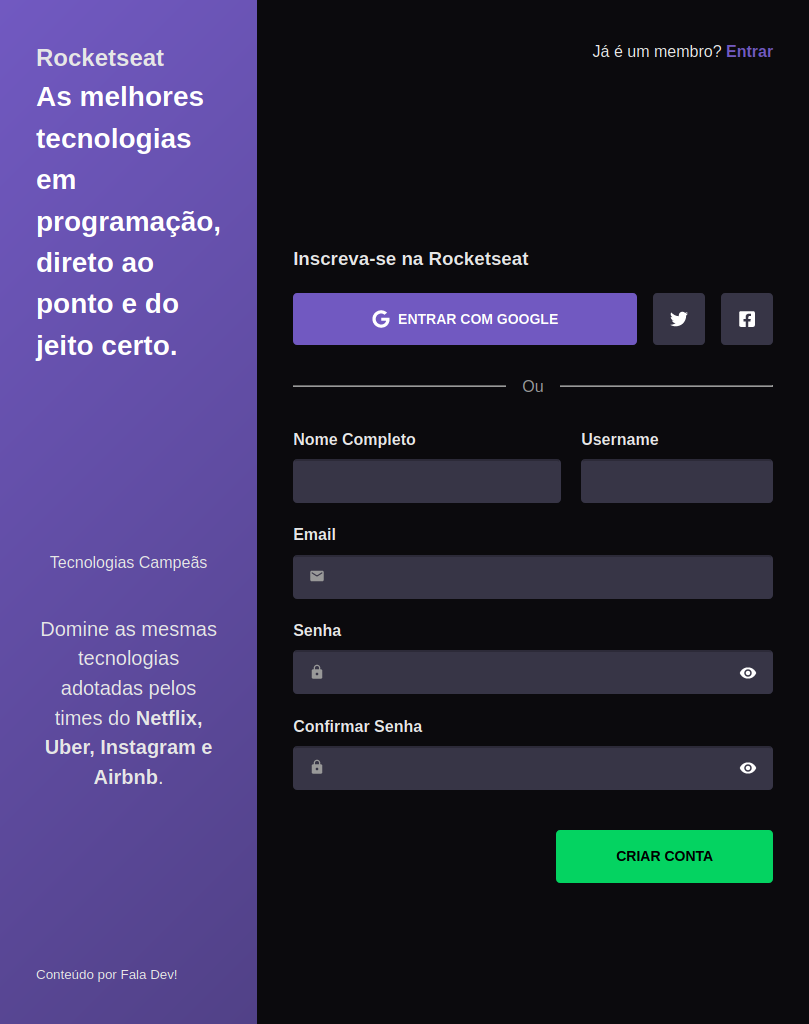 Rocketseat
As melhores
tecnologias
em
programação,
direto ao
ponto e do
jeito certo.
Tecnologias Campeãs
Domine as mesmas
tecnologias
adotadas pelos
times do Netflix,
Uber, Instagram e
Airbnb.
Conteúdo por Fala Dev!
Já é um membro? Entrar
Inscreva-se na Rocketseat
ENTRAR COM GOOGLE
Ou
Nome Completo
Username
Email
Senha
Confirmar Senha
CRIAR CONTA